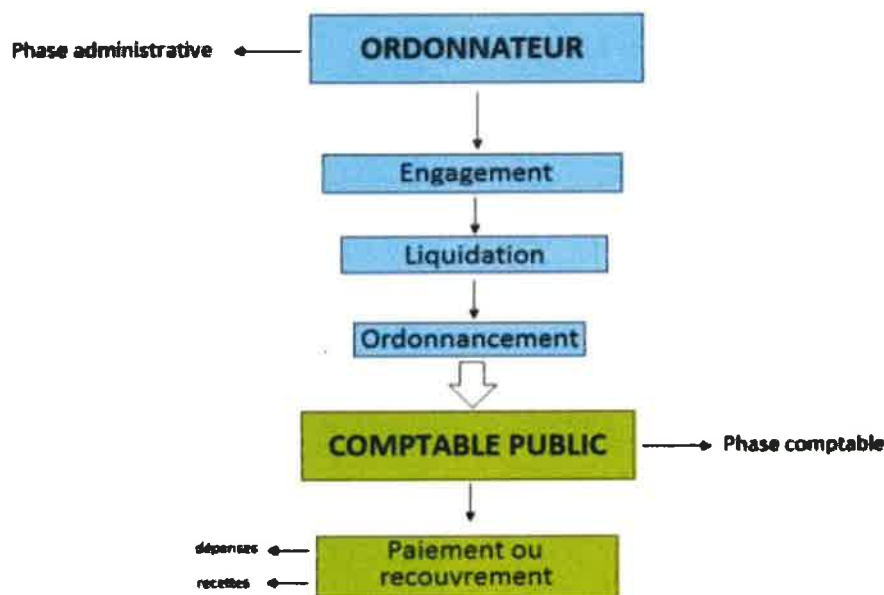 ORDONNATEUR
Phase administrative
Engagement
Liquidation
Ordonnancement
COMPTABLE PUBLIC
Phase comptable
Paiement ou
recouvrement
dépenses
recettes